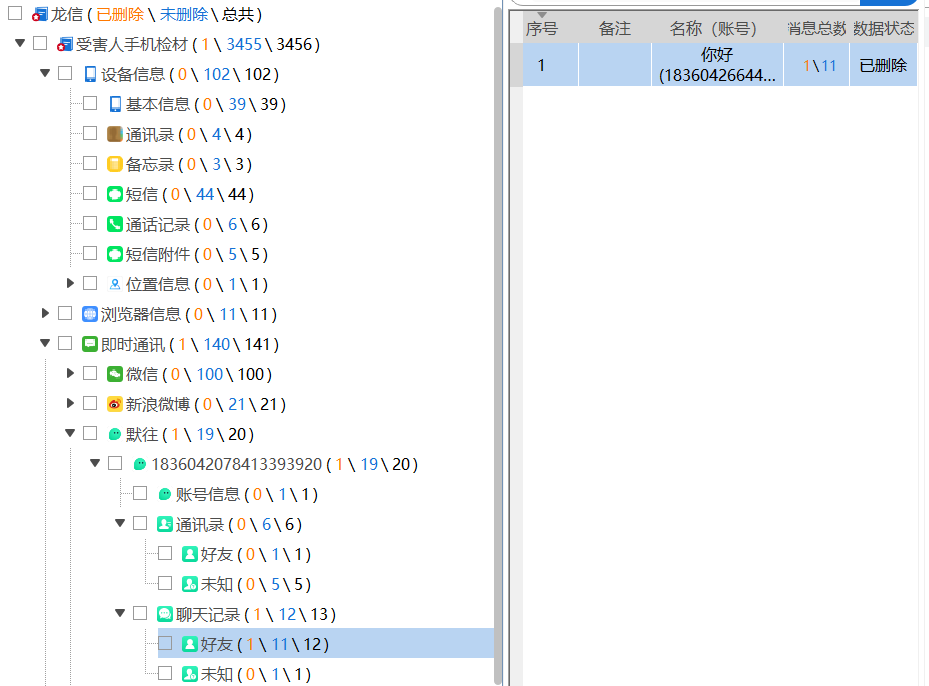 龙信 ( 已删除 \ 未删除 \ 总共 )
受害人手机检材 ( 1 \ 3455 \ 3456 )
设备信息 ( 0 \ 102 \ 102 )
基本信息 ( 0 \ 39 \ 39 )
通讯录 ( 0 \ 4 \ 4 )
备忘录 ( 0 \ 3 \ 3 )
短信 ( 0 \ 44 \ 44 )
通话记录 ( 0 \ 6 \ 6 )
短信附件 ( 0 \ 5 \ 5 )
位置信息 ( 0 \ 1 \ 1 )
浏览器信息 ( 0 \ 11 \ 11 )
即时通讯 ( 1 \ 140 \ 141 )
微信 ( 0 \ 100 \ 100 )
新浪微博 ( 0 \ 21 \ 21 )
默往 ( 1 \ 19 \ 20 )
1836042078413393920 ( 1 \ 19 \ 20 )
账号信息 ( 0 \ 1 \ 1 )
通讯录 ( 0 \ 6 \ 6 )
好友 ( 0 \ 1 \ 1 )
未知 ( 0 \ 5 \ 5 )
聊天记录 ( 1 \ 12 \ 13 )
好友 ( 1 \ 11 \ 12 )
未知 ( 0 \ 1 \ 1 )
序号 备注 名称（账号） 消息总数 数据状态
1 你好 1\11 已删除
(18360426644...